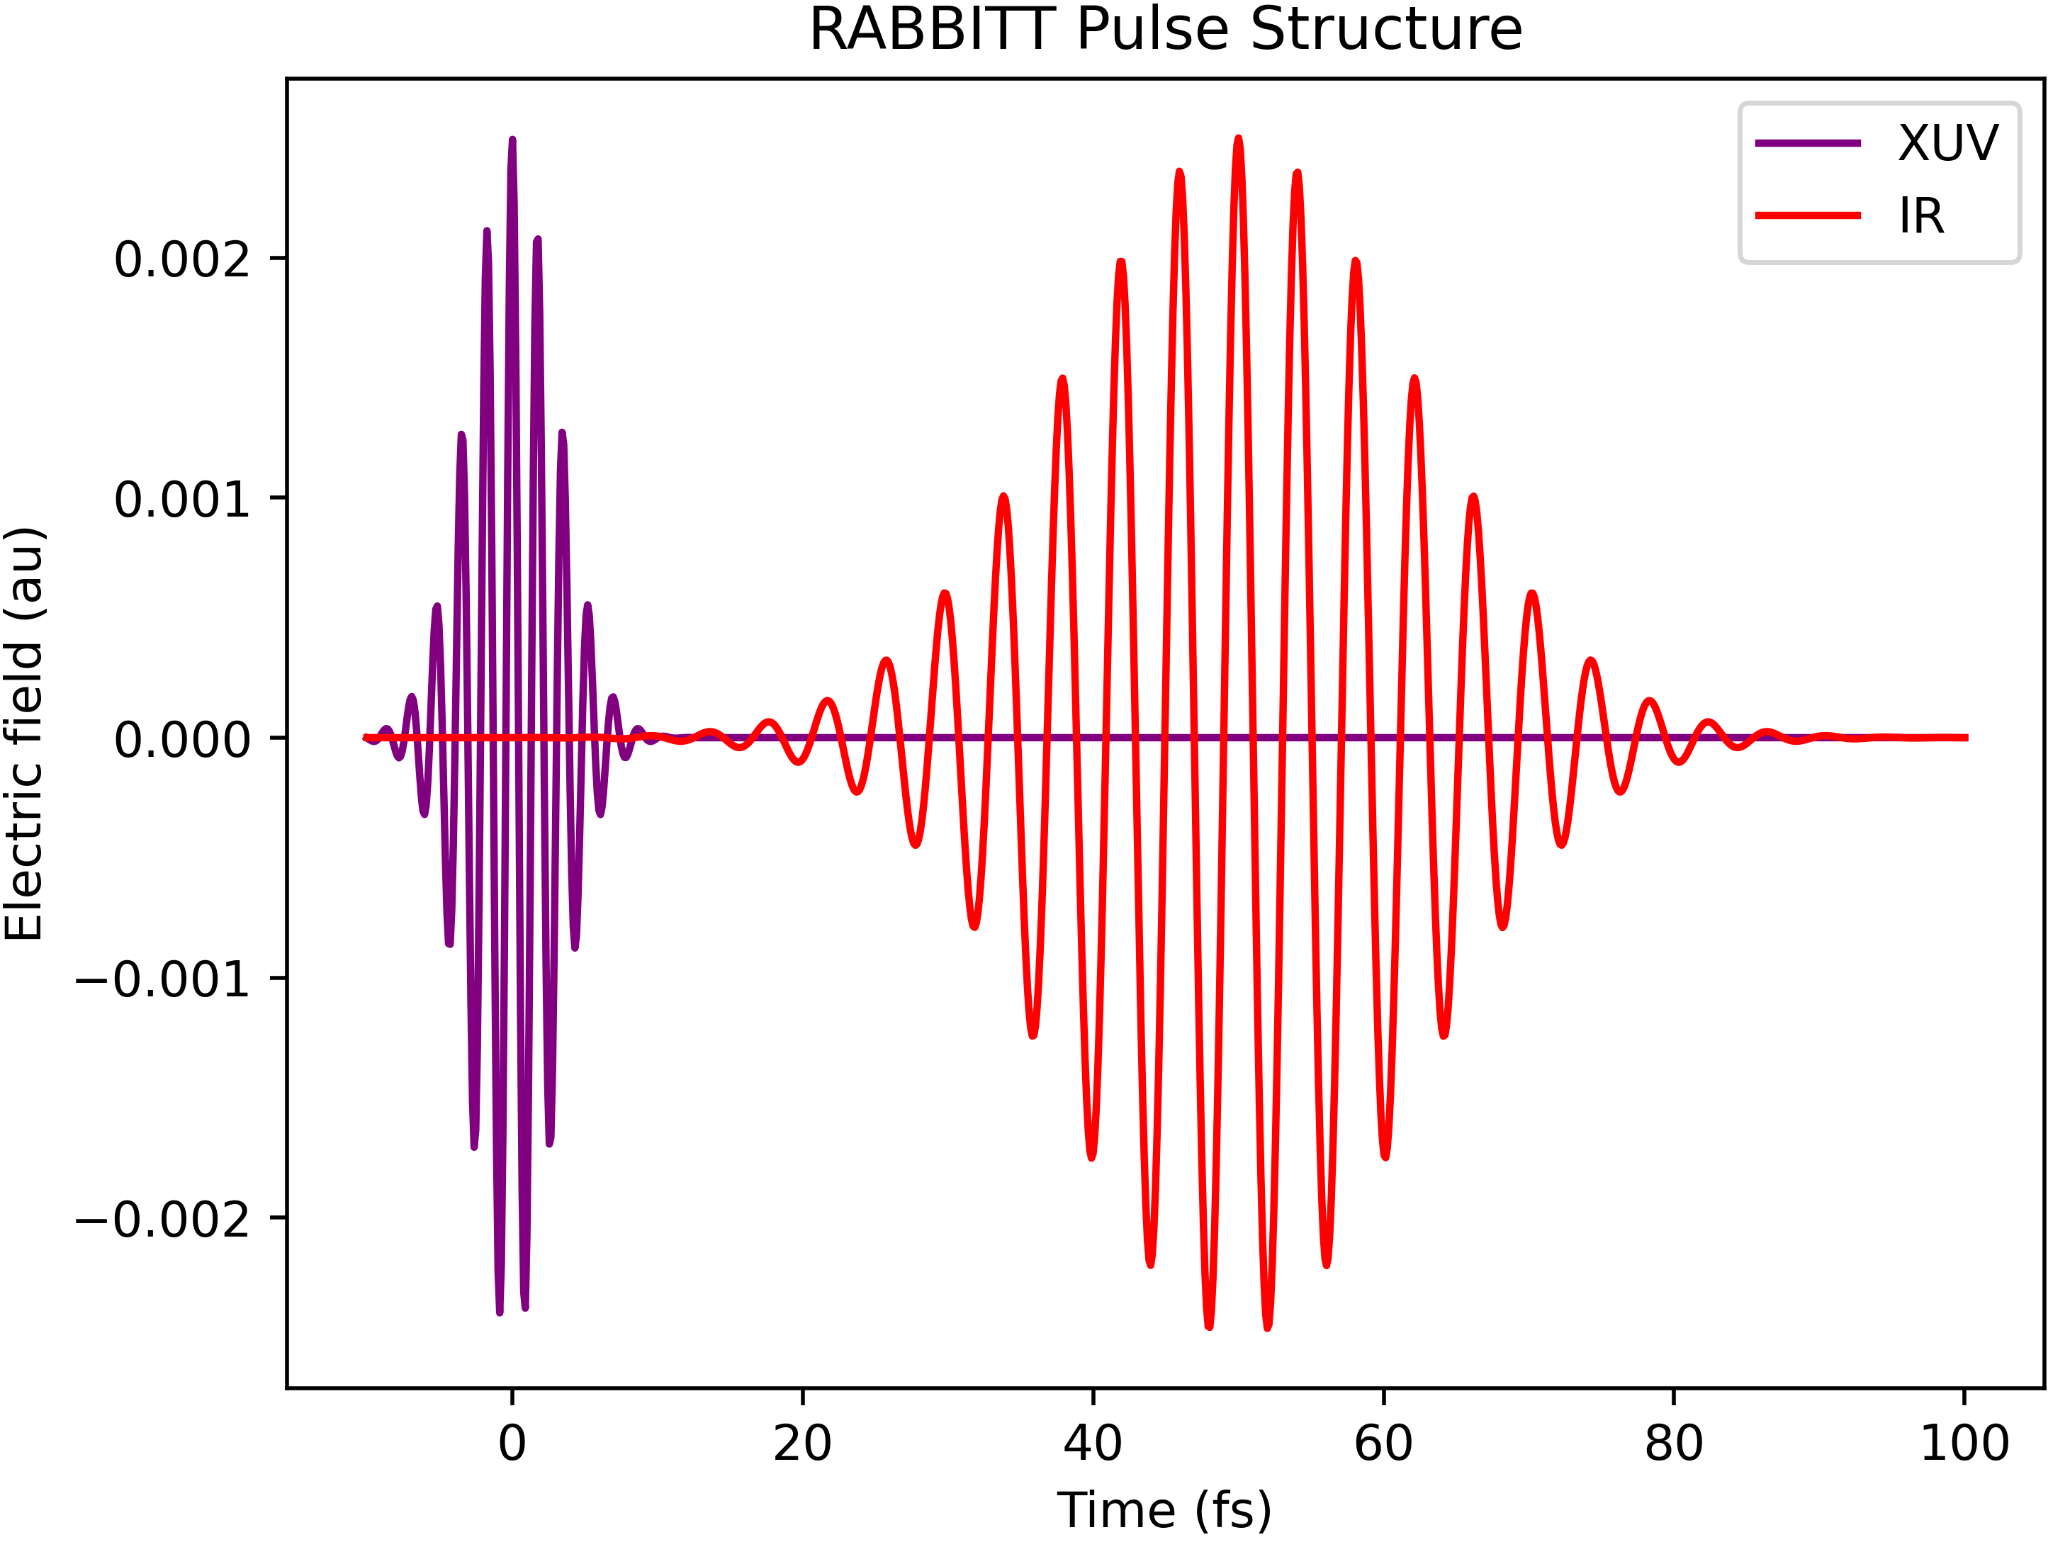 RABBITT Pulse Structure
XUV
IR
Electric field (au)
0.002
0.001
0.000
−0.001
−0.002
0 20 40 60 80 100
Time (fs)